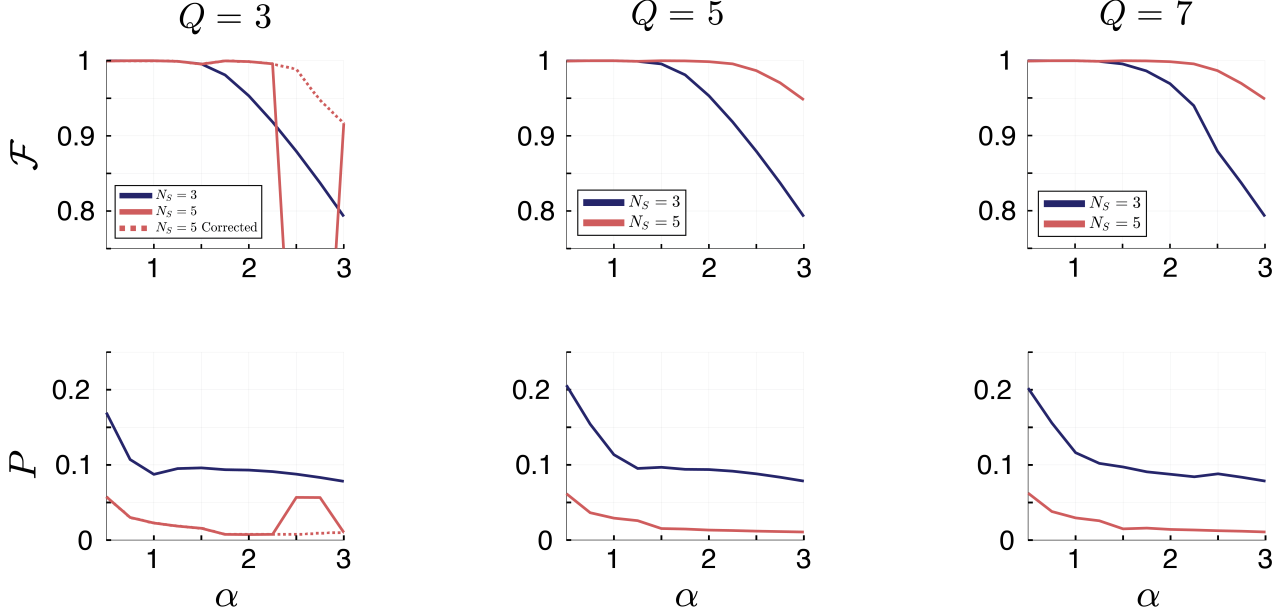 Q = 3
Q = 5
Q = 7
ℱ
1
0.9
0.8
N_S = 3
N_S = 5
N_S = 5 Corrected
1 2 3
1
0.9
0.8
N_S = 3
N_S = 5
1 2 3
1
0.9
0.8
N_S = 3
N_S = 5
1 2 3
P
0.2
0.1
0
1 2 3
α
0.2
0.1
0
1 2 3
α
0.2
0.1
0
1 2 3
α